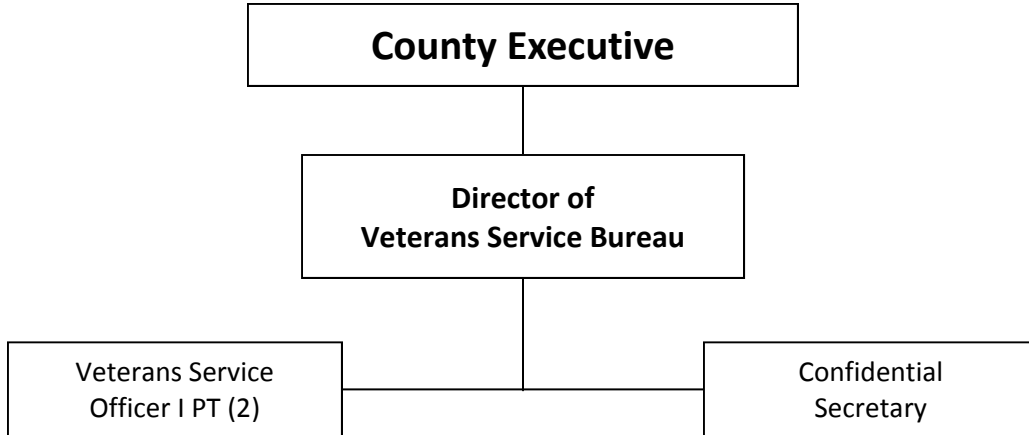 County Executive
Director of
Veterans Service Bureau
Veterans Service
Officer I PT (2)
Confidential
Secretary